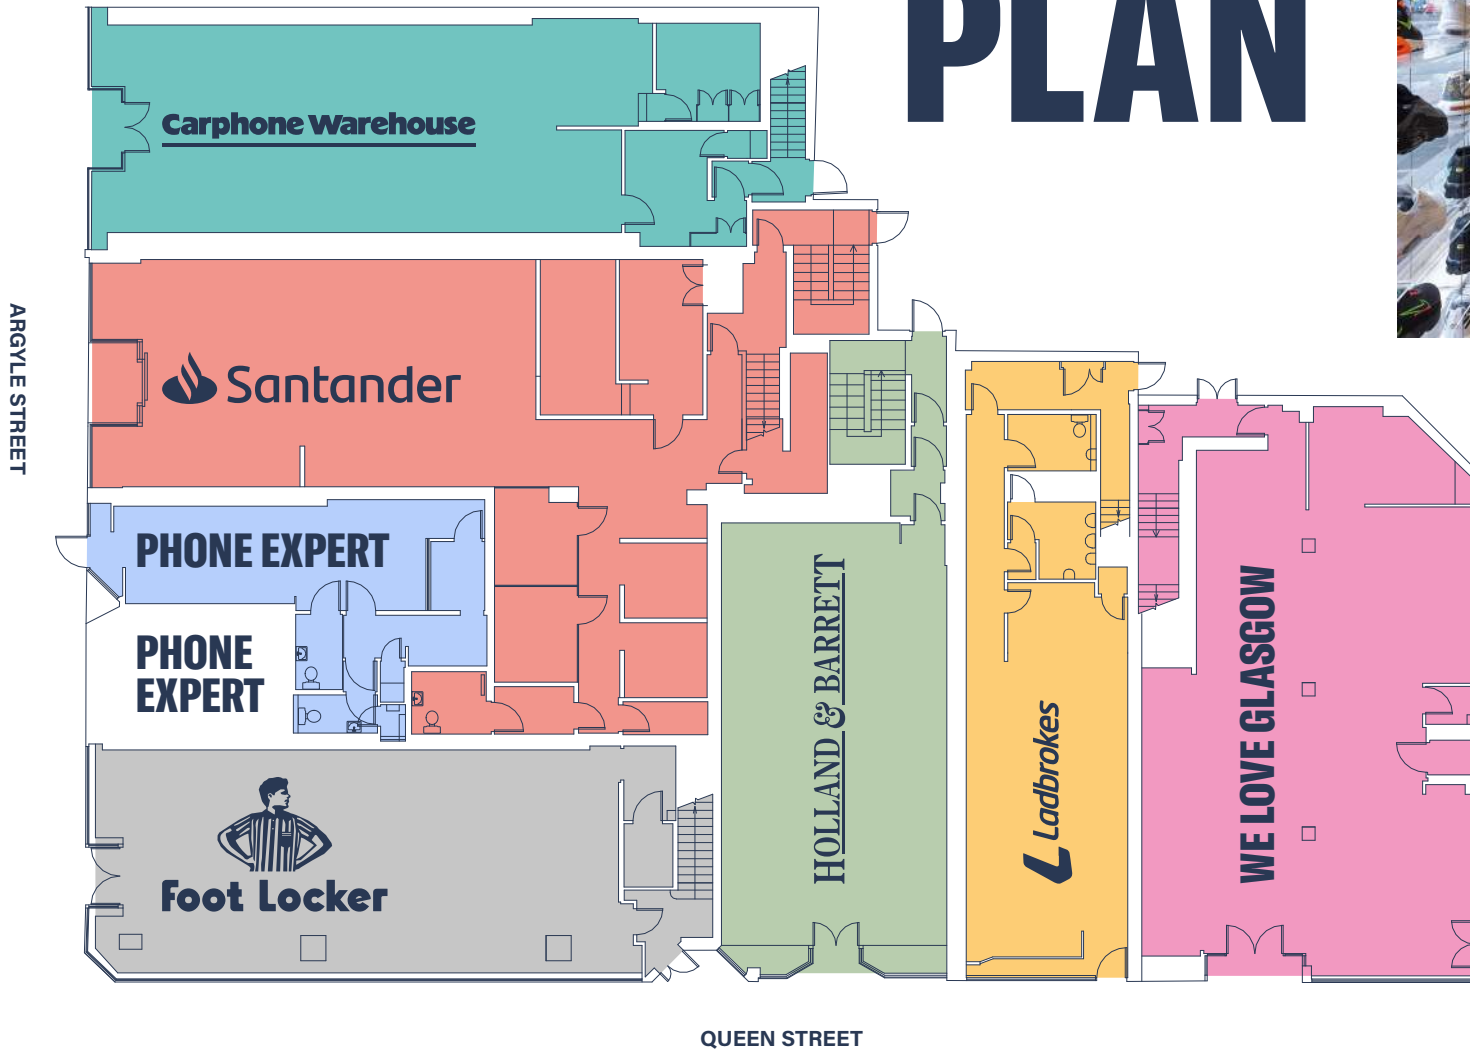 PLAN
Carphone Warehouse
ARGYLE STREET
Santander
PHONE EXPERT
PHONE
EXPERT
HOLLAND & BARRETT
Ladbrokes
WE LOVE GLASGOW
Foot Locker
QUEEN STREET